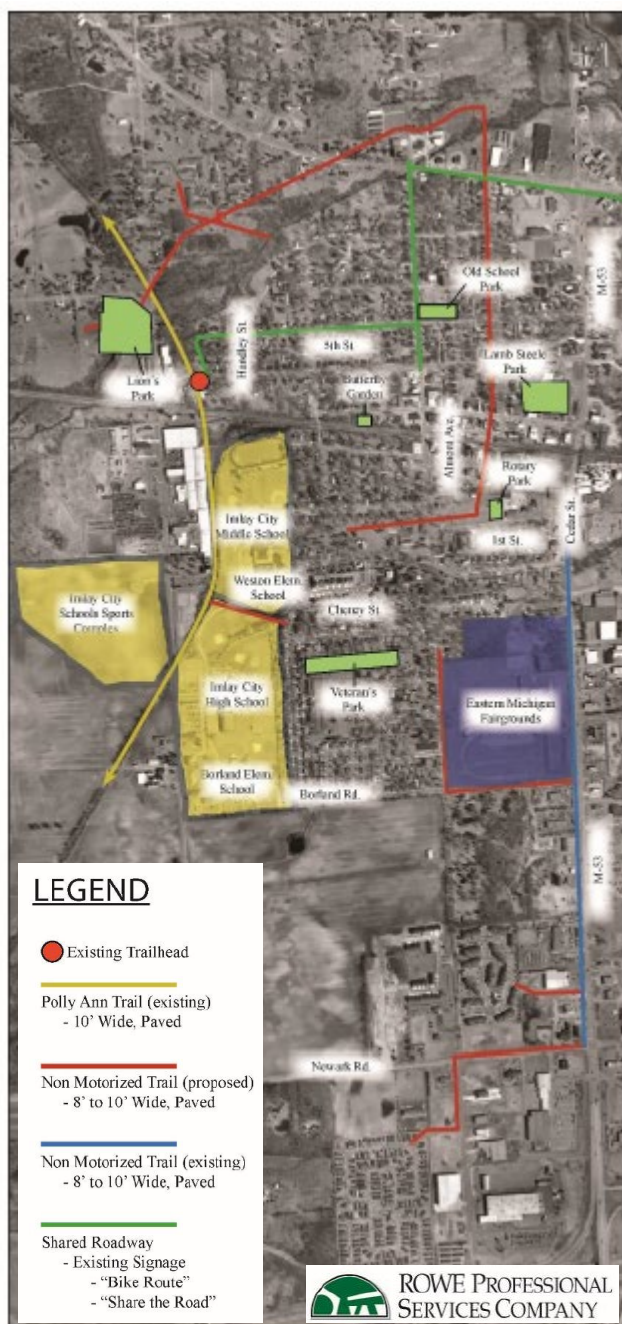 M-53
Old School
Park
Handley St.
5th St.
Lamb Steele
Park
Lion's
Park
Butterfly
Garden
Almont Ave.
Rotary
Park
Cedar St.
1st St.
Imlay City
Middle School
Weston Elem.
School
Cheney St.
Imlay City
Schools Sports
Complex
Imlay City
High School
Veteran's
Park
Eastern Michigan
Fairgrounds
Borland Elem.
School
Borland Rd.
M-53
Newark Rd.
LEGEND
Existing Trailhead
Polly Ann Trail (existing)
- 10' Wide, Paved
Non Motorized Trail (proposed)
- 8' to 10' Wide, Paved
Non Motorized Trail (existing)
- 8' to 10' Wide, Paved
Shared Roadway
- Existing Signage
- "Bike Route"
- "Share the Road"
ROWE PROFESSIONAL
SERVICES COMPANY